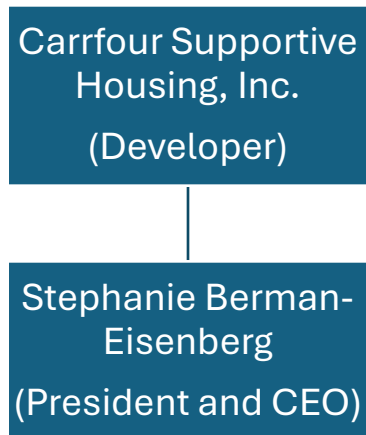 Carrfour Supportive
Housing, Inc.
(Developer)
Stephanie Berman-
Eisenberg
(President and CEO)